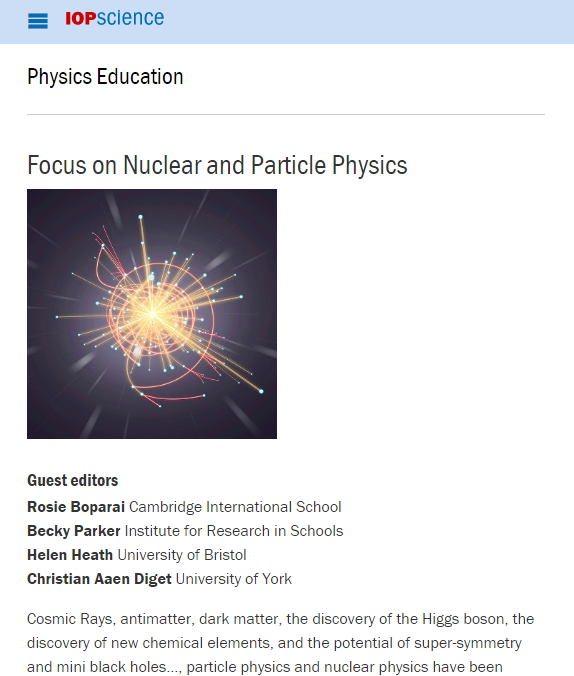 IOPscience
Physics Education
Focus on Nuclear and Particle Physics
Guest editors
Rosie Boparai Cambridge International School
Becky Parker Institute for Research in Schools
Helen Heath University of Bristol
Christian Aaen Diget University of York
Cosmic Rays, antimatter, dark matter, the discovery of the Higgs boson, the
discovery of new chemical elements, and the potential of super-symmetry
and mini black holes..., particle physics and nuclear physics have been